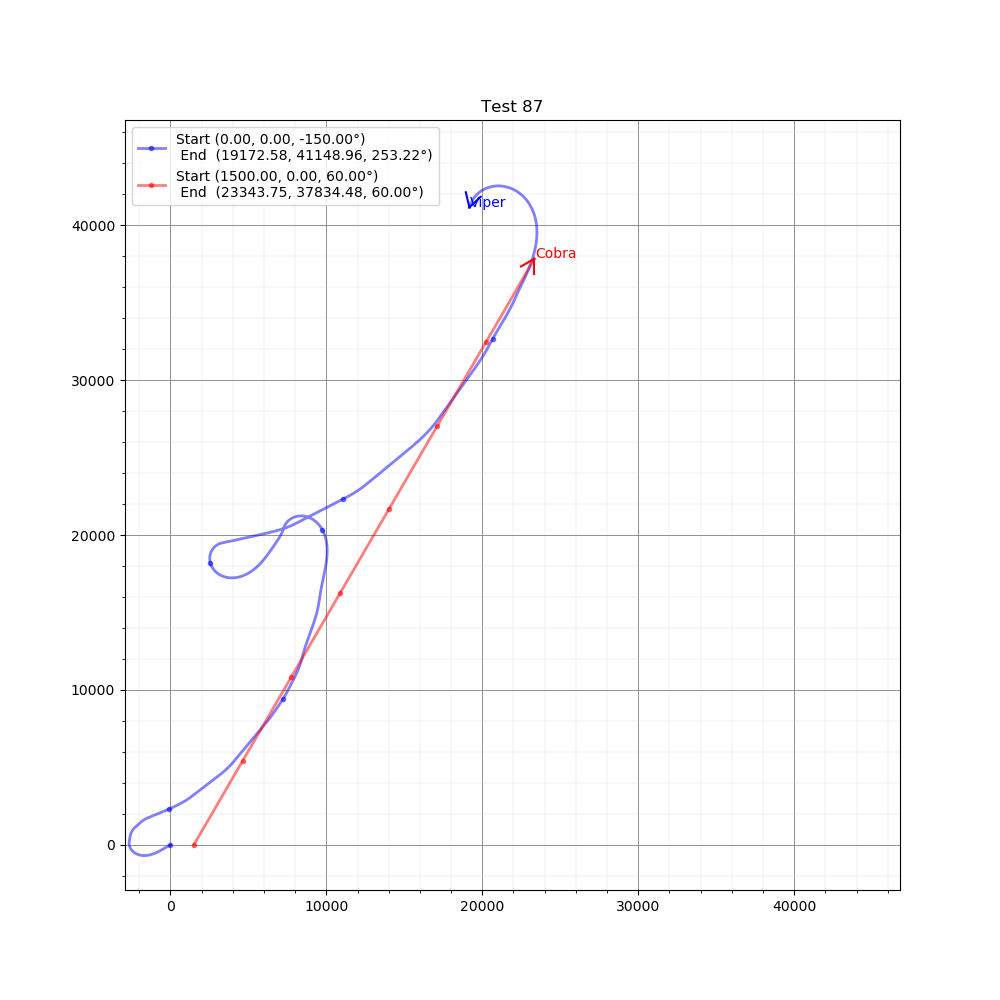 Test 87
Start (0.00, 0.00, -150.00°)
End (19172.58, 41148.96, 253.22°)
Start (1500.00, 0.00, 60.00°)
End (23343.75, 37834.48, 60.00°)
Viper
Cobra
40000
30000
20000
10000
0
0 10000 20000 30000 40000